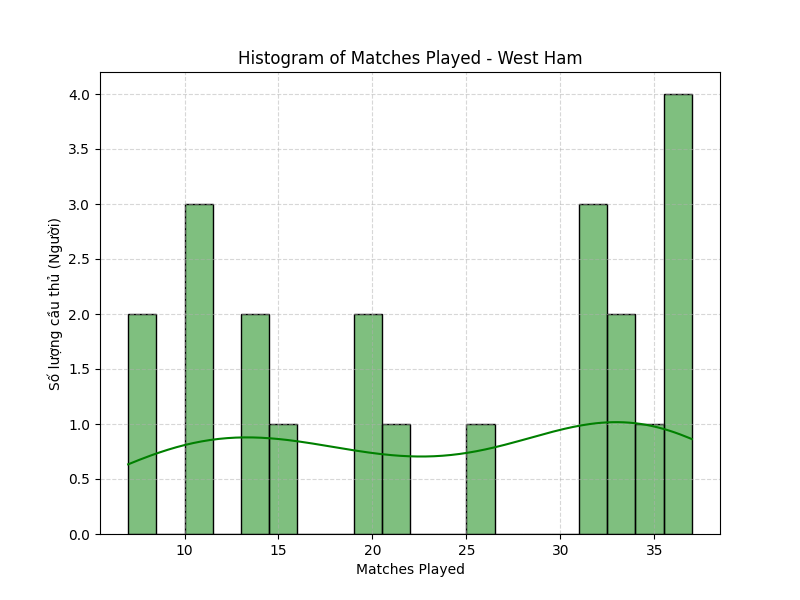 Histogram of Matches Played - West Ham
4.0
3.5
3.0
2.5
2.0
1.5
1.0
0.5
0.0
Số lượng cầu thủ (Người)
10 15 20 25 30 35
Matches Played